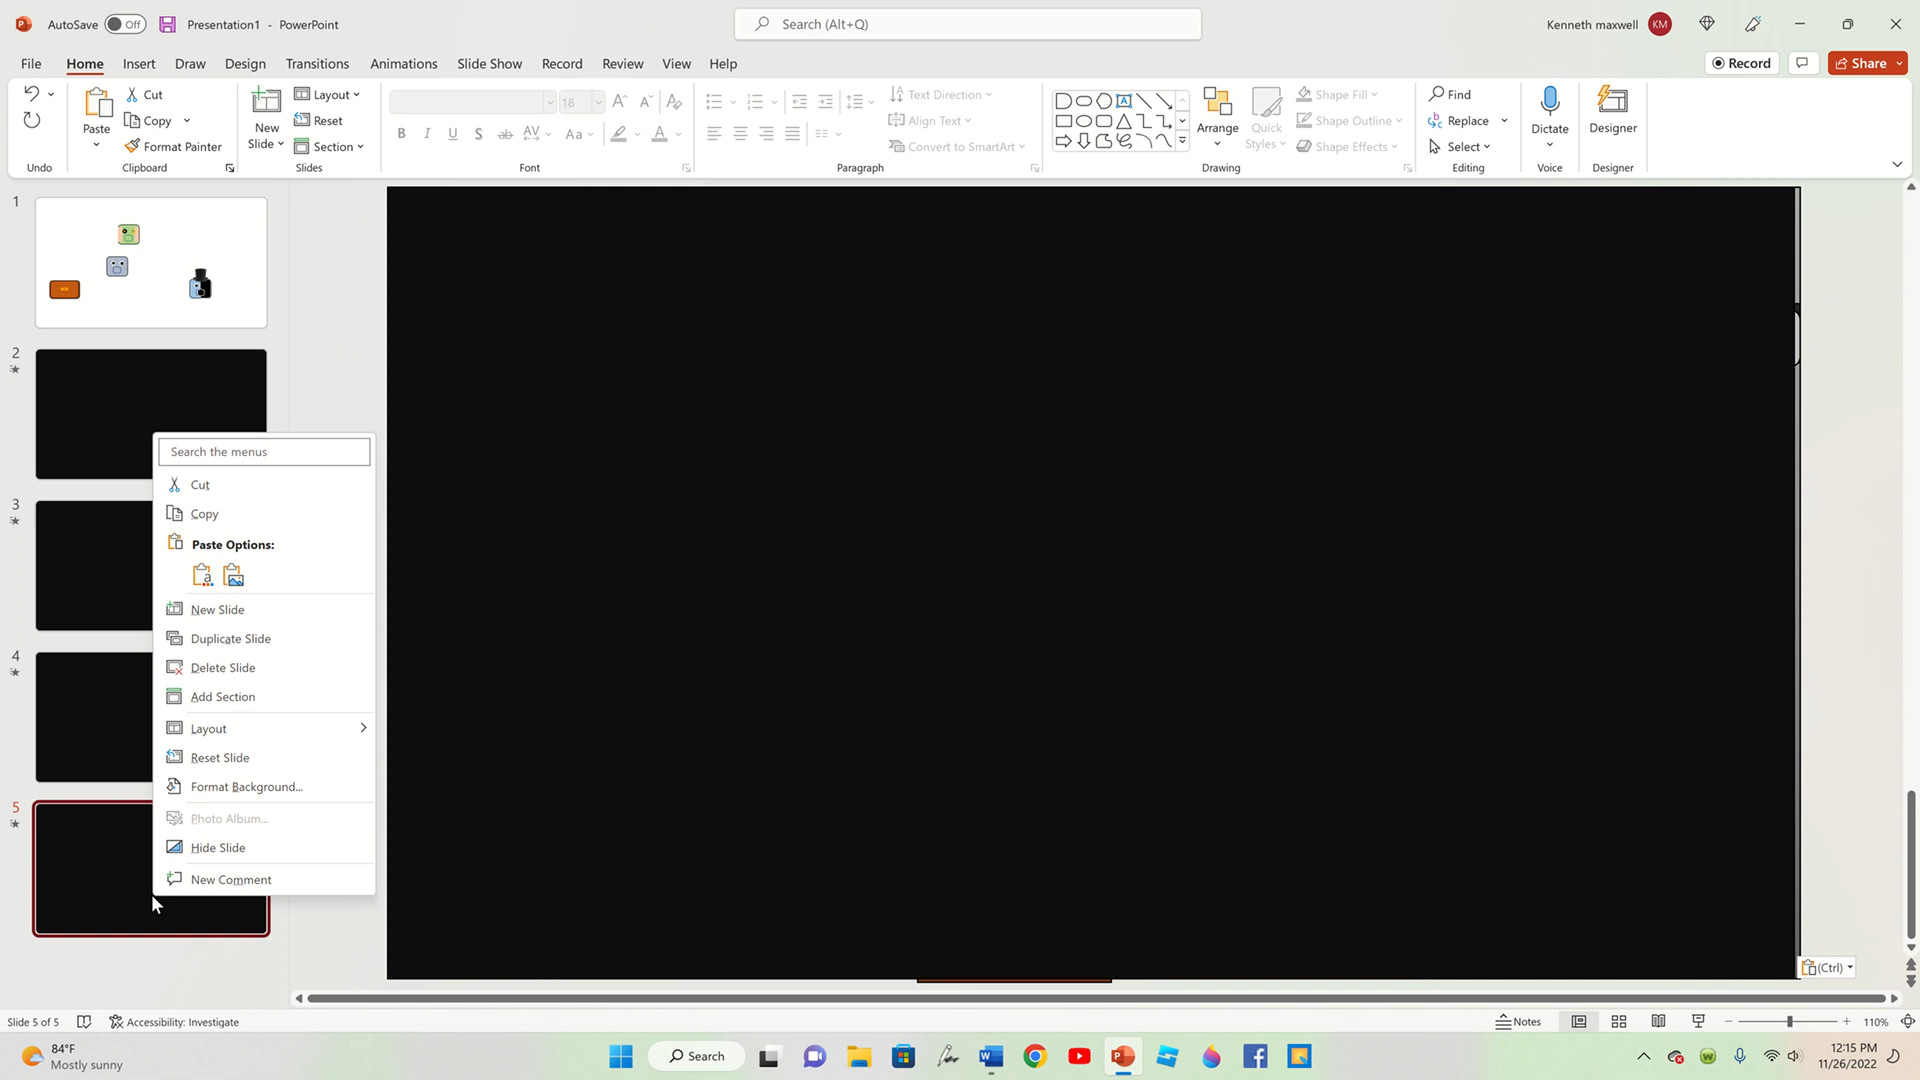 AutoSave Off Presentation1 - PowerPoint Search (Alt+Q) Kenneth maxwell KM
File Home Insert Draw Design Transitions Animations Slide Show Record Review View Help Record Share
Cut Layout 18 Text Direction Shape Fill Find
Copy Reset Align Text Shape Outline Replace
Paste New Slide Arrange Quick Styles Dictate Designer
Format Painter Section B I U S ab AV Aa A Convert to SmartArt Shape Effects Select
Undo Clipboard Slides Font Paragraph Drawing Editing Voice Designer
1
2
Search the menus
Cut
3
Copy
Paste Options:
New Slide
Duplicate Slide
4
Delete Slide
Add Section
Layout
Reset Slide
Format Background...
5
Photo Album...
Hide Slide
New Comment
(Ctrl)
Slide 5 of 5 Accessibility: Investigate Notes 110%
84°F
Mostly sunny
Search
12:15 PM
11/26/2022